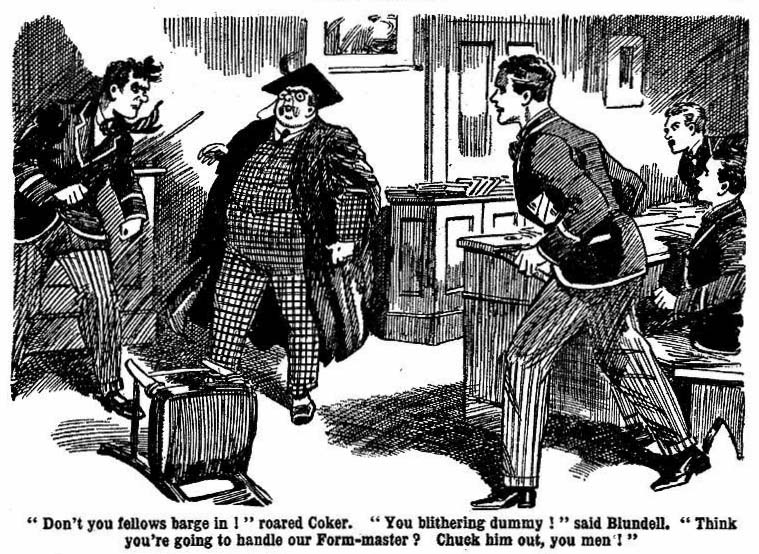 “ Don’t you fellows barge in ! ” roared Coker. “ You blithering dummy ! ” said Blundell. “ Think
you’re going to handle our Form-master ? Chuck him out, you men ! ”